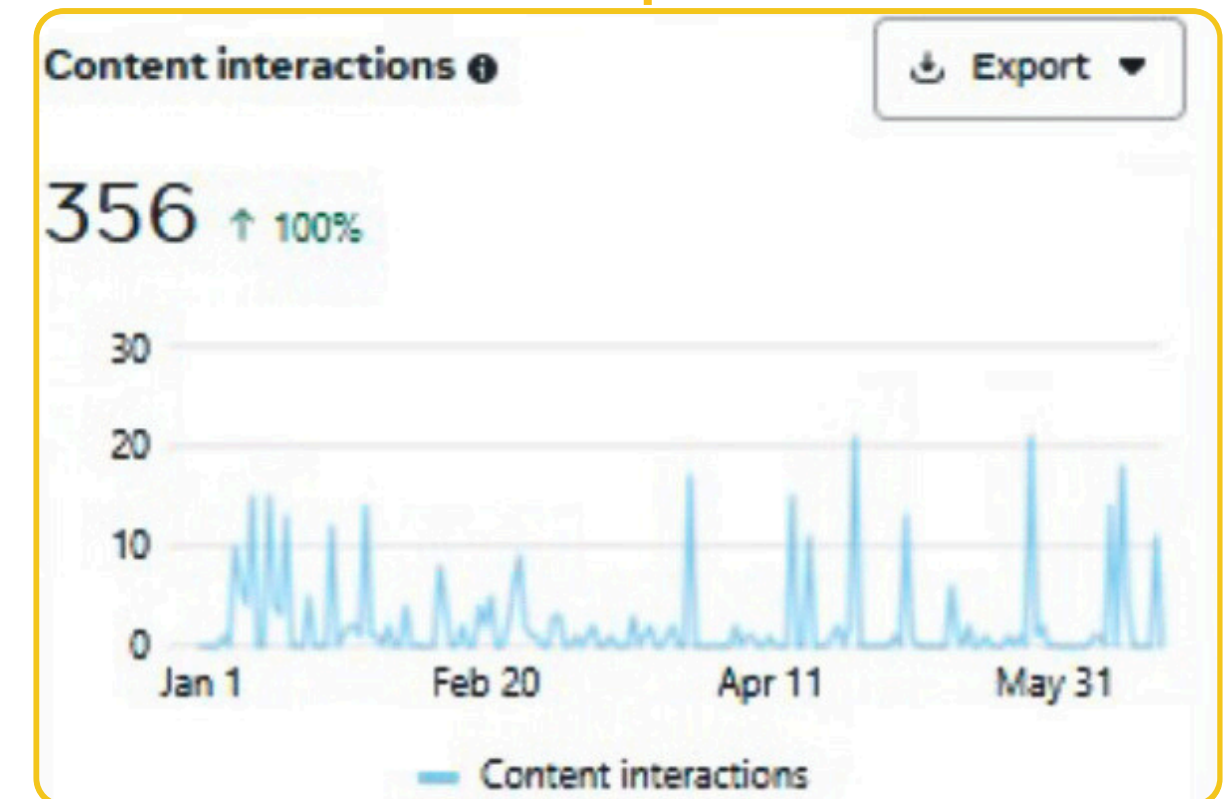 Content interactions
Export
356 ↑ 100%
30
20
10
0
Jan 1 Feb 20 Apr 11 May 31
Content interactions